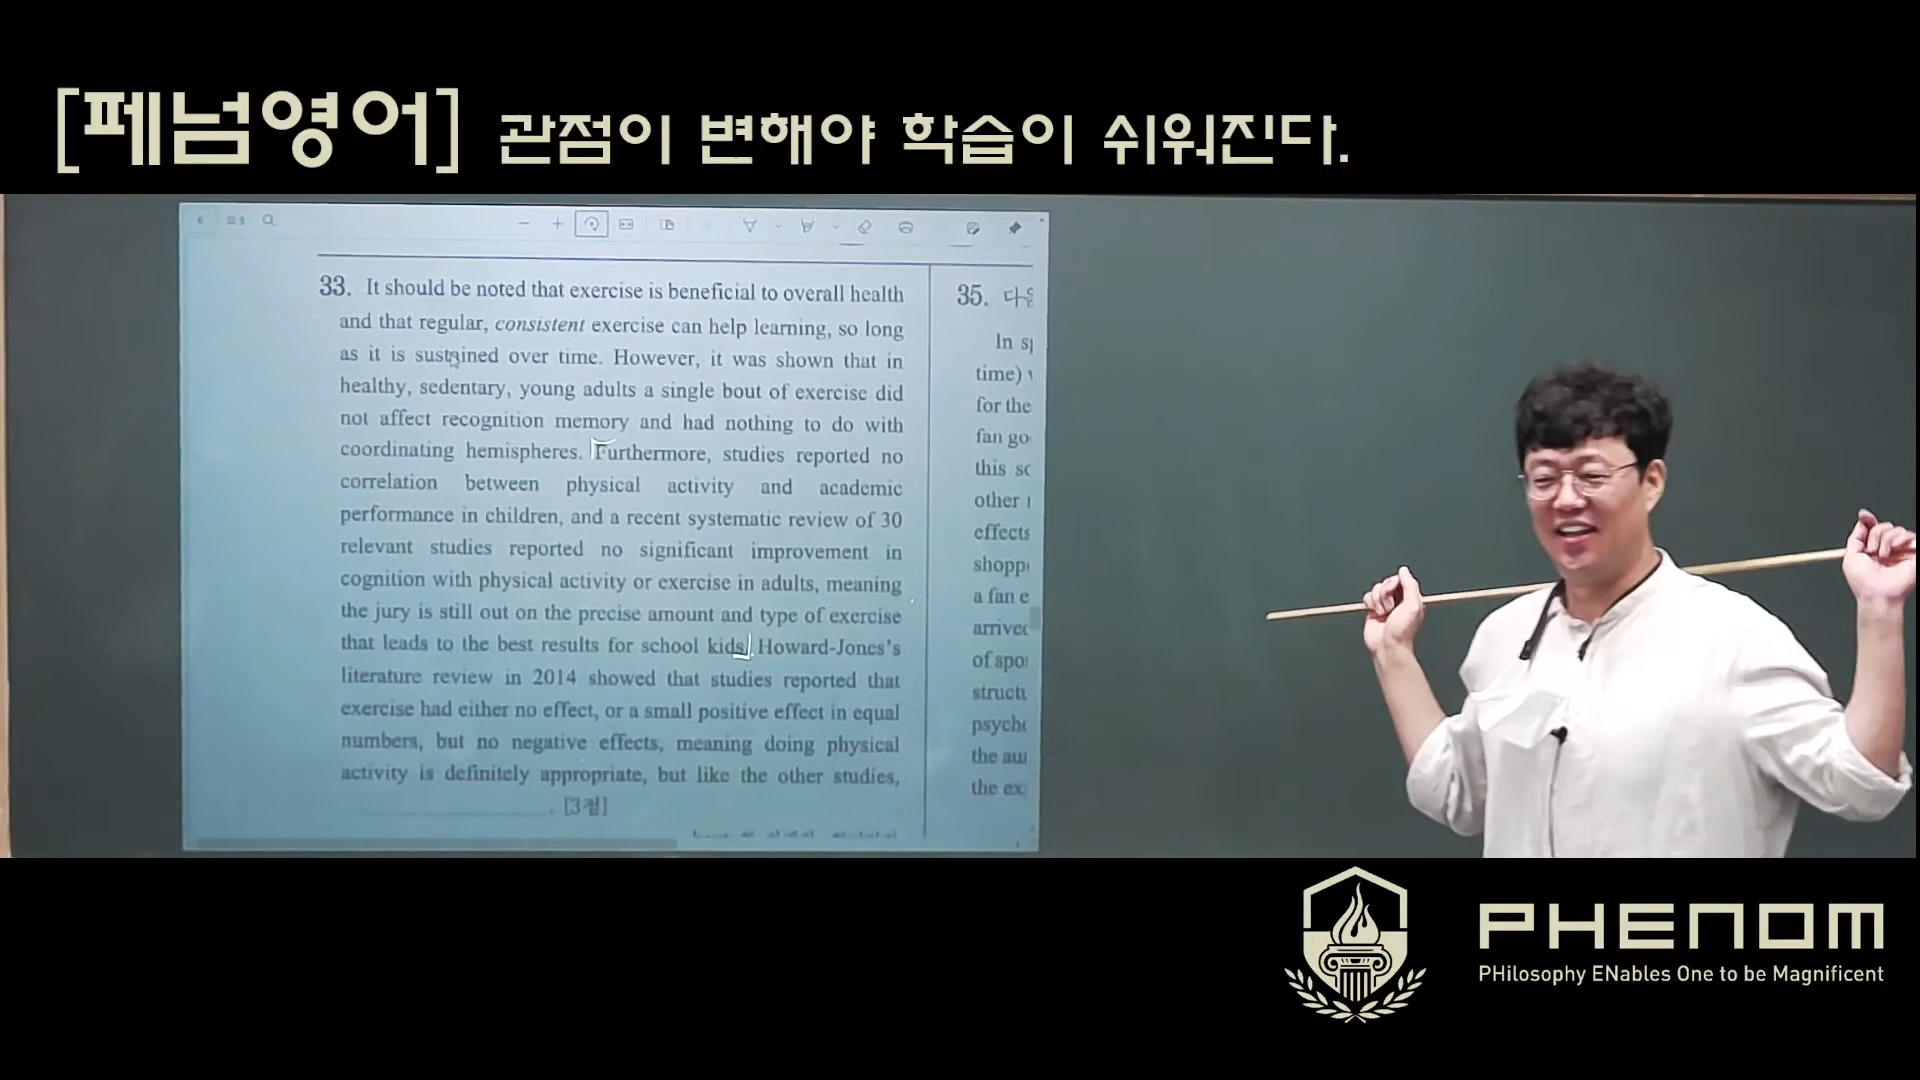 [페넘영어] 관점이 변해야 학습이 쉬워진다.
33. It should be noted that exercise is beneficial to overall health
and that regular, consistent exercise can help learning, so long
as it is sustained over time. However, it was shown that in
healthy, sedentary, young adults a single bout of exercise did
not affect recognition memory and had nothing to do with
coordinating hemispheres. Furthermore, studies reported no
correlation between physical activity and academic
performance in children, and a recent systematic review of 30
relevant studies reported no significant improvement in
cognition with physical activity or exercise in adults, meaning
the jury is still out on the precise amount and type of exercise
that leads to the best results for school kids. Howard-Jones's
literature review in 2014 showed that studies reported that
exercise had either no effect, or a small positive effect in equal
numbers, but no negative effects, meaning doing physical
activity is definitely appropriate, but like the other studies,
. [3점]
35. 다음
In sp
time) w
for the
fan go
this sc
other
effects
shopp
a fan e
arrived
of spo
structu
psycho
the au
the ex
PHENOM
PHilosophy ENables One to be Magnificent